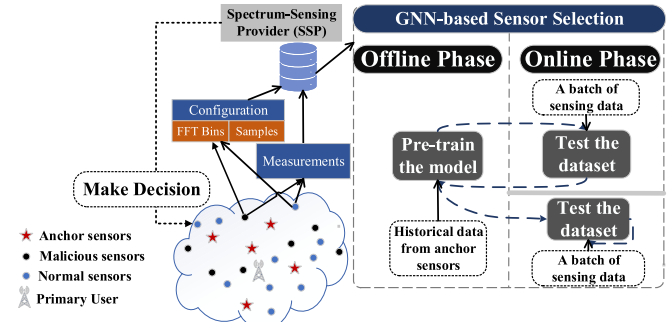 Spectrum-Sensing
Provider (SSP)
Configuration
FFT Bins
Samples
Measurements
Make Decision
Anchor sensors
Malicious sensors
Normal sensors
Primary User
GNN-based Sensor Selection
Offline Phase
Online Phase
A batch of
sensing data
Pre-train
the model
Test the
dataset
Historical data
from anchor
sensors
Test the
dataset
A batch of
sensing data